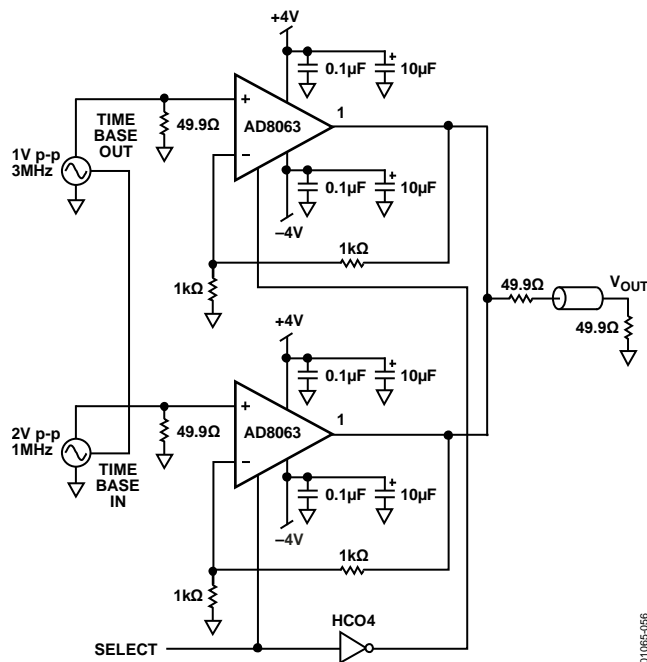 +4V
+
0.1µF
10µF
+
AD8063
1
−
TIME
BASE
OUT
49.9Ω
1V p-p
3MHz
+
0.1µF
10µF
−4V
1kΩ
1kΩ
49.9Ω
VOUT
49.9Ω
+4V
+
0.1µF
10µF
+
AD8063
1
−
2V p-p
1MHz
49.9Ω
TIME
BASE
IN
+
0.1µF
10µF
−4V
1kΩ
1kΩ
HCO4
SELECT
01065-056